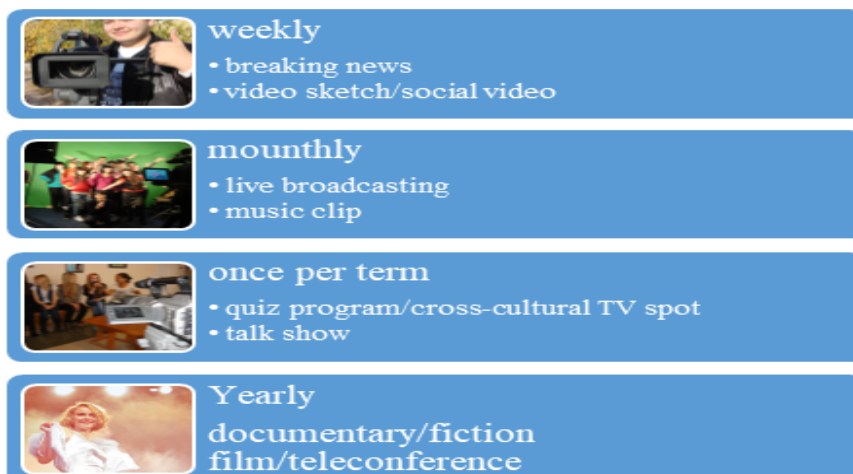 weekly
• breaking news
• video sketch/social video
mounthly
• live broadcasting
• music clip
once per term
• quiz program/cross-cultural TV spot
• talk show
Yearly
documentary/fiction
film/teleconference